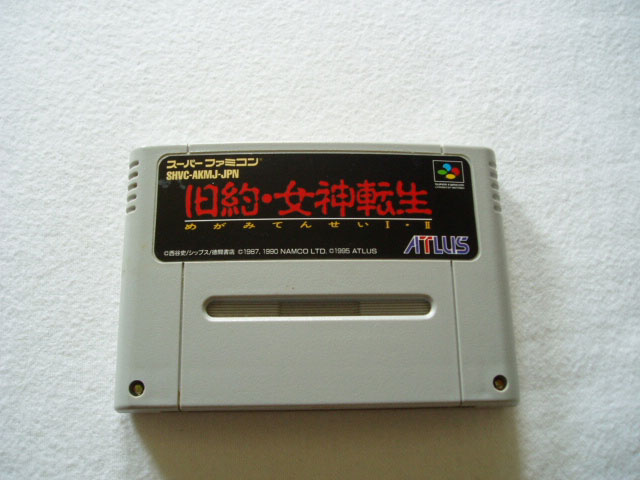 スーパーファミコン
SHVC-AKMJ-JPN
旧約・女神転生
めがみてんせいI・II
ATLUS
©西谷史/シップス/徳間書店 ©1987, 1990 NAMCO LTD. ©1995 ATLUS